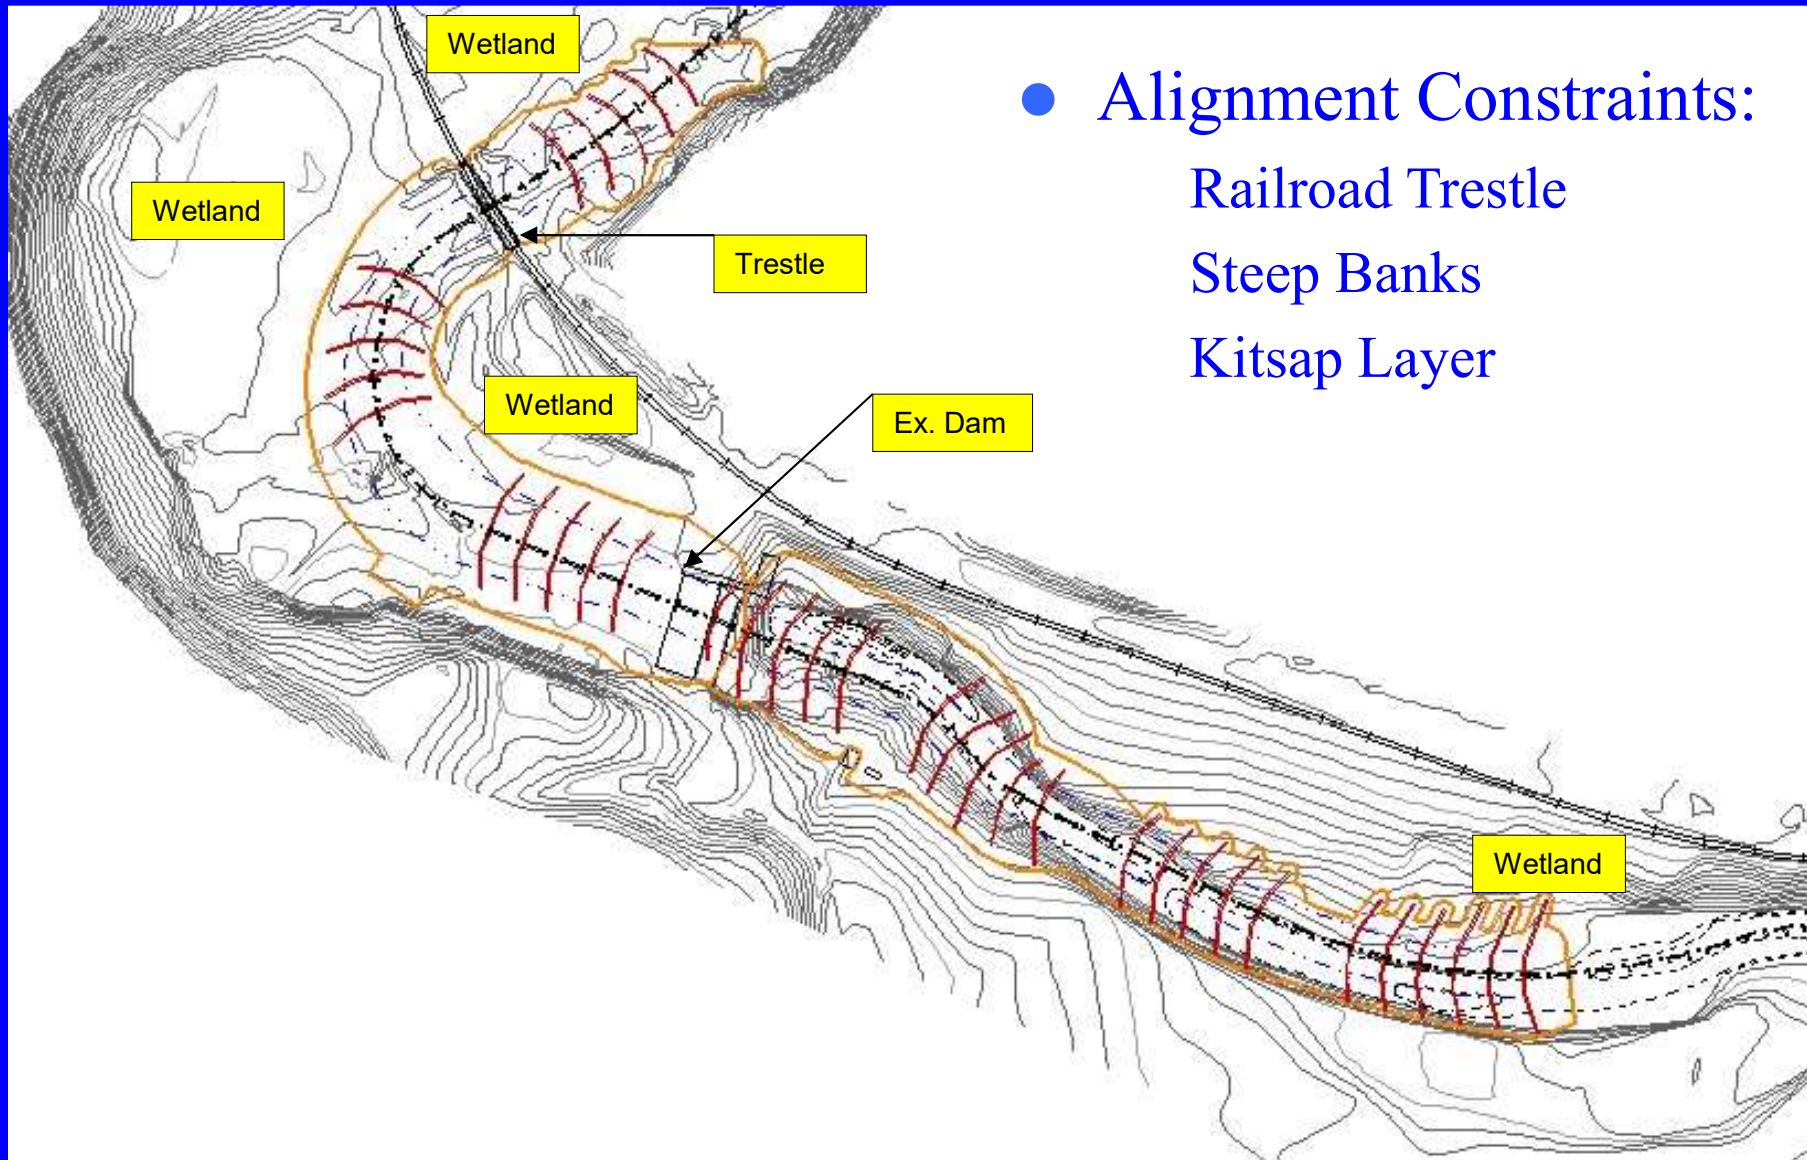 Wetland
Alignment Constraints:
Railroad Trestle
Steep Banks
Kitsap Layer
Wetland
Trestle
Wetland
Ex. Dam
Wetland